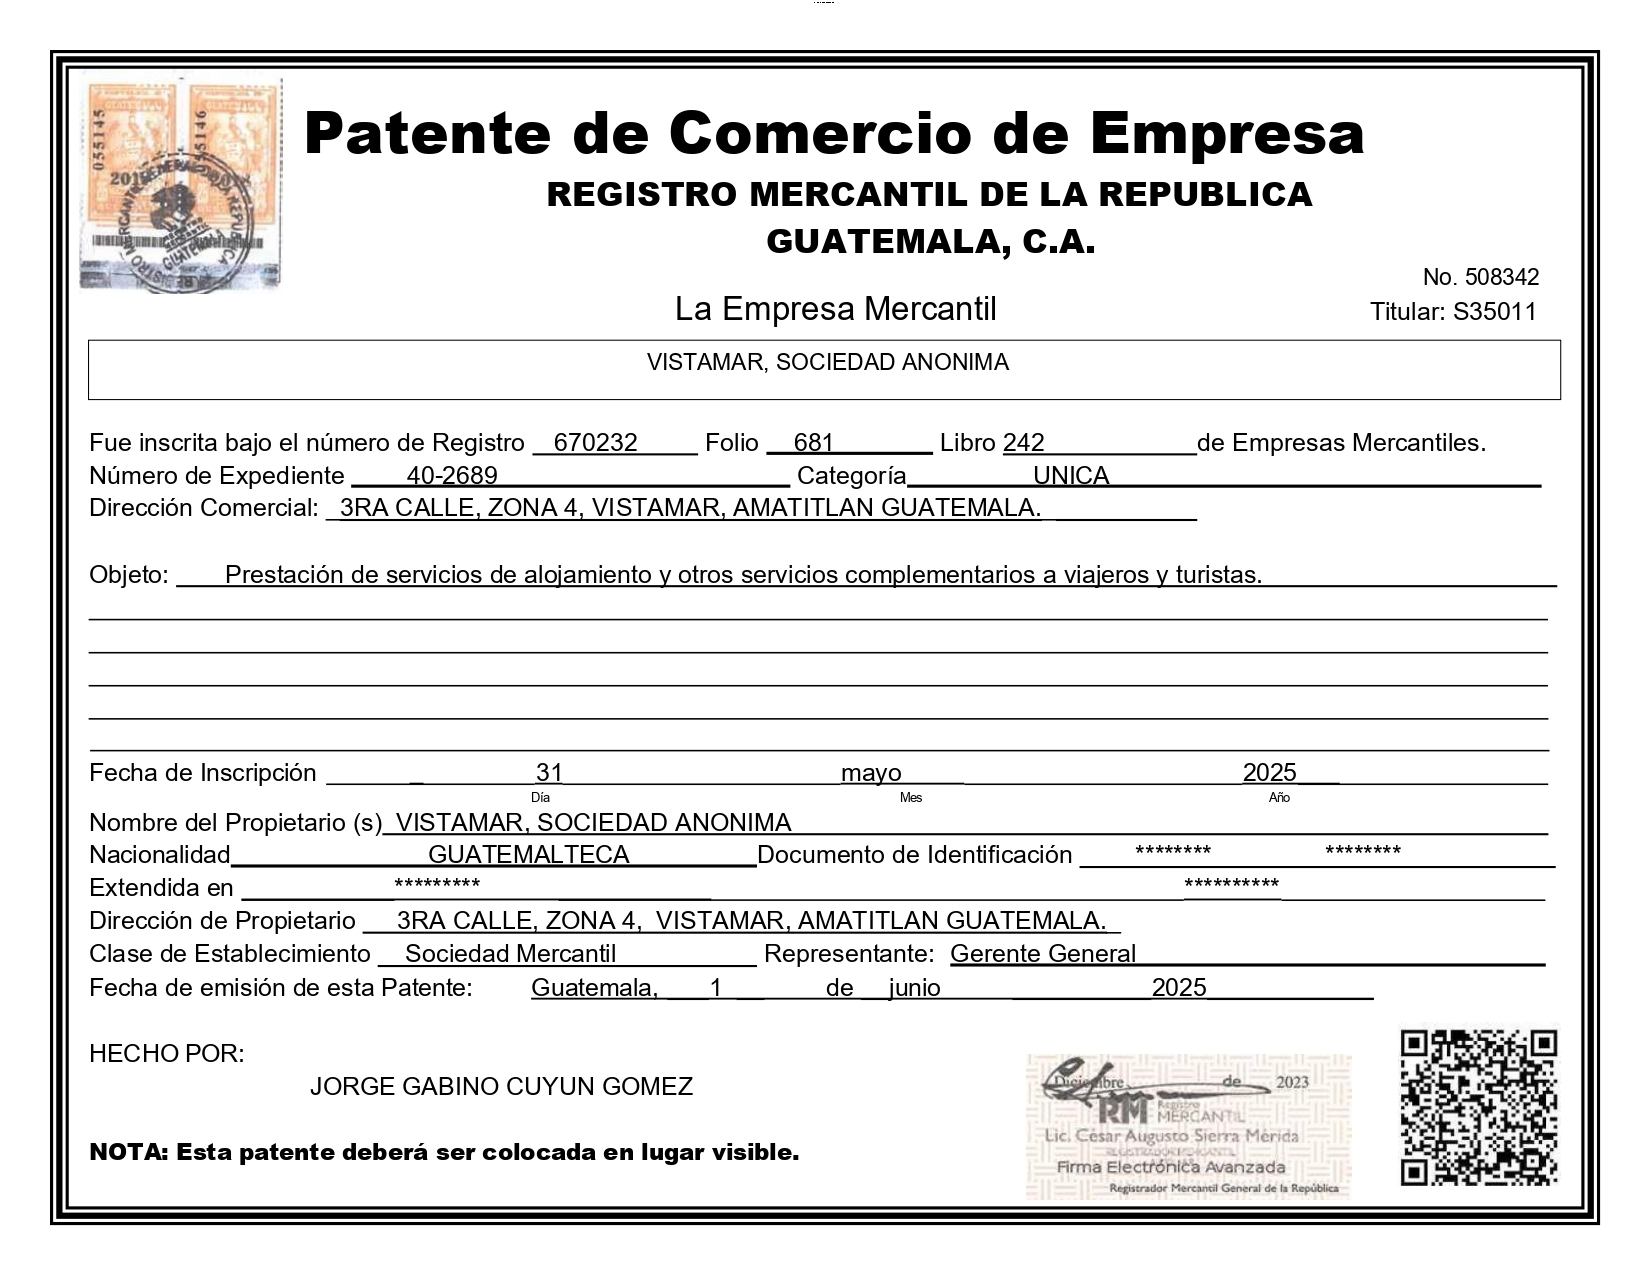 Patente de Comercio de Empresa
REGISTRO MERCANTIL DE LA REPUBLICA
GUATEMALA, C.A.
No. 508342
La Empresa Mercantil
Titular: S35011
VISTAMAR, SOCIEDAD ANONIMA
Fue inscrita bajo el número de Registro 670232 Folio 681 Libro 242 de Empresas Mercantiles.
Número de Expediente 40-2689 Categoría UNICA
Dirección Comercial: 3RA CALLE, ZONA 4, VISTAMAR, AMATITLAN GUATEMALA.
Objeto: Prestación de servicios de alojamiento y otros servicios complementarios a viajeros y turistas.
Fecha de Inscripción 31 mayo 2025
Día Mes Año
Nombre del Propietario (s) VISTAMAR, SOCIEDAD ANONIMA
Nacionalidad GUATEMALTECA Documento de Identificación ******** ********
Extendida en ********* **********
Dirección de Propietario 3RA CALLE, ZONA 4, VISTAMAR, AMATITLAN GUATEMALA.
Clase de Establecimiento Sociedad Mercantil Representante: Gerente General
Fecha de emisión de esta Patente: Guatemala, 1 de junio 2025
HECHO POR:
JORGE GABINO CUYUN GOMEZ
NOTA: Esta patente deberá ser colocada en lugar visible.
055145
GUATEMALA
Diciembre de 2023
RM Registro
MERCANTIL
Lic. César Augusto Sierra Mérida
Firma Electrónica Avanzada
Registrador Mercantil General de la República